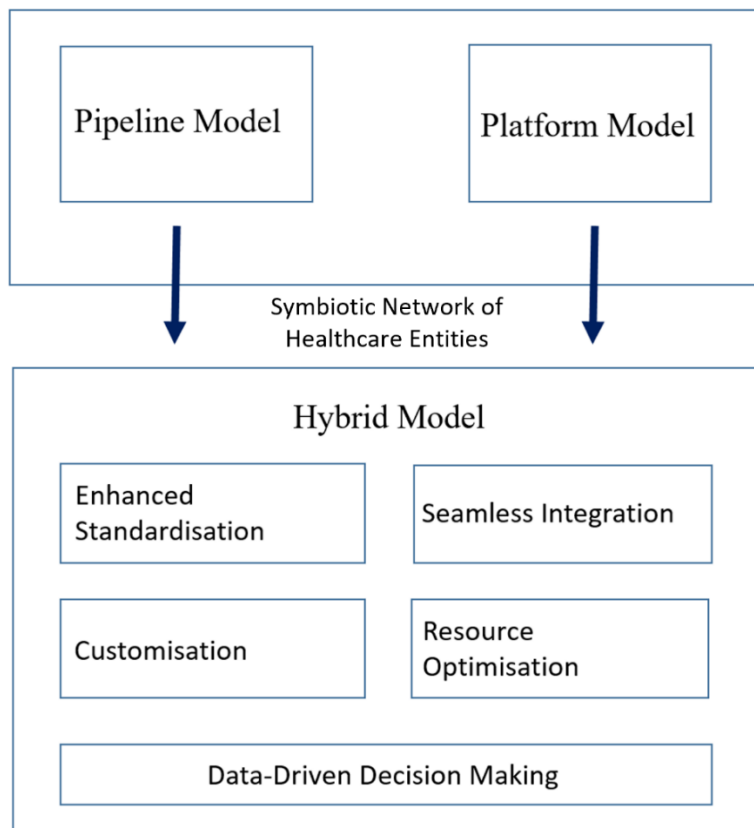 Pipeline Model
Platform Model
Symbiotic Network of
Healthcare Entities
Hybrid Model
Enhanced
Standardisation
Seamless Integration
Customisation
Resource
Optimisation
Data-Driven Decision Making